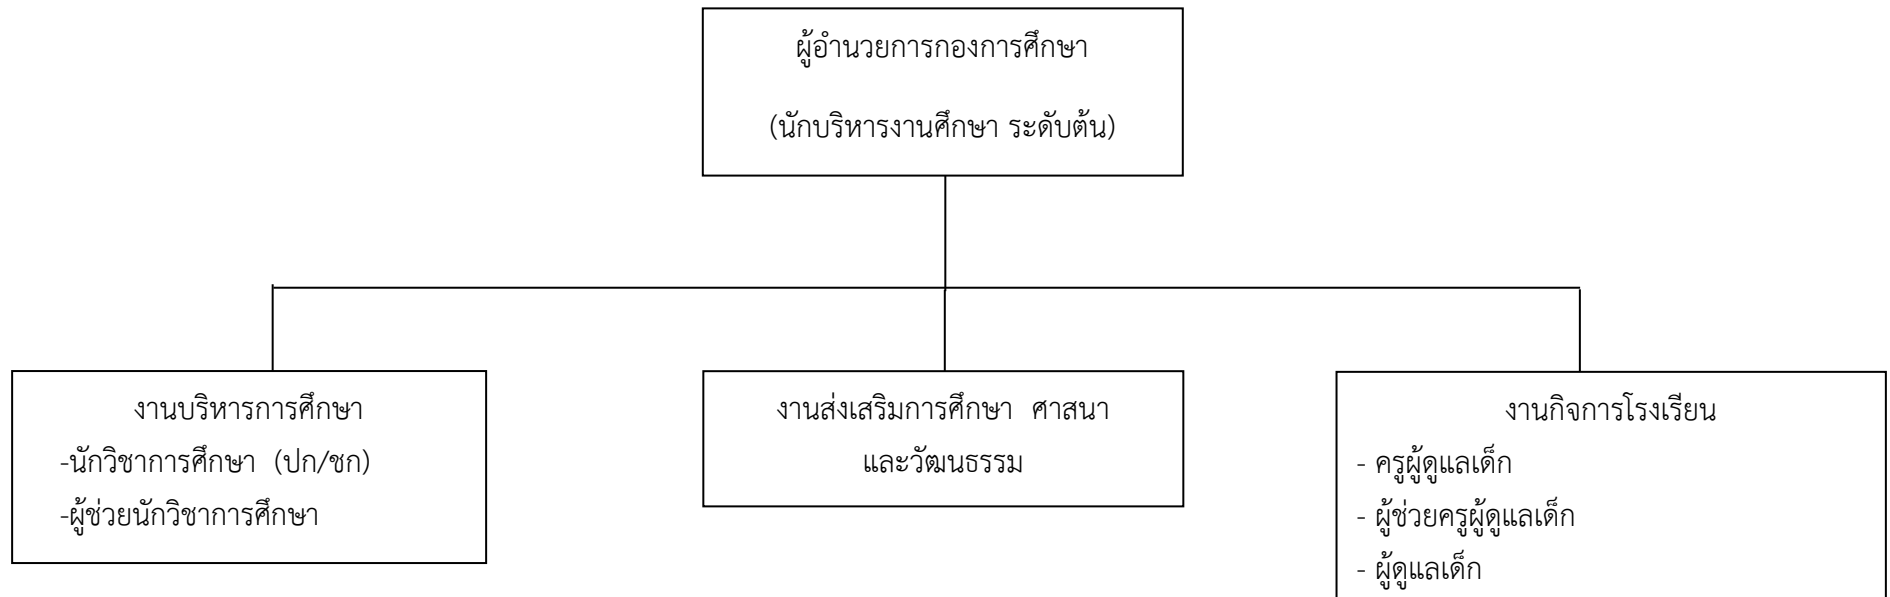 ผู้อำนวยการกองการศึกษา
(นักบริหารงานศึกษา ระดับต้น)
งานบริหารการศึกษา
-นักวิชาการศึกษา (ปก/ชก)
-ผู้ช่วยนักวิชาการศึกษา
งานส่งเสริมการศึกษา ศาสนา
และวัฒนธรรม
งานกิจการโรงเรียน
- ครูผู้ดูแลเด็ก
- ผู้ช่วยครูผู้ดูแลเด็ก
- ผู้ดูแลเด็ก